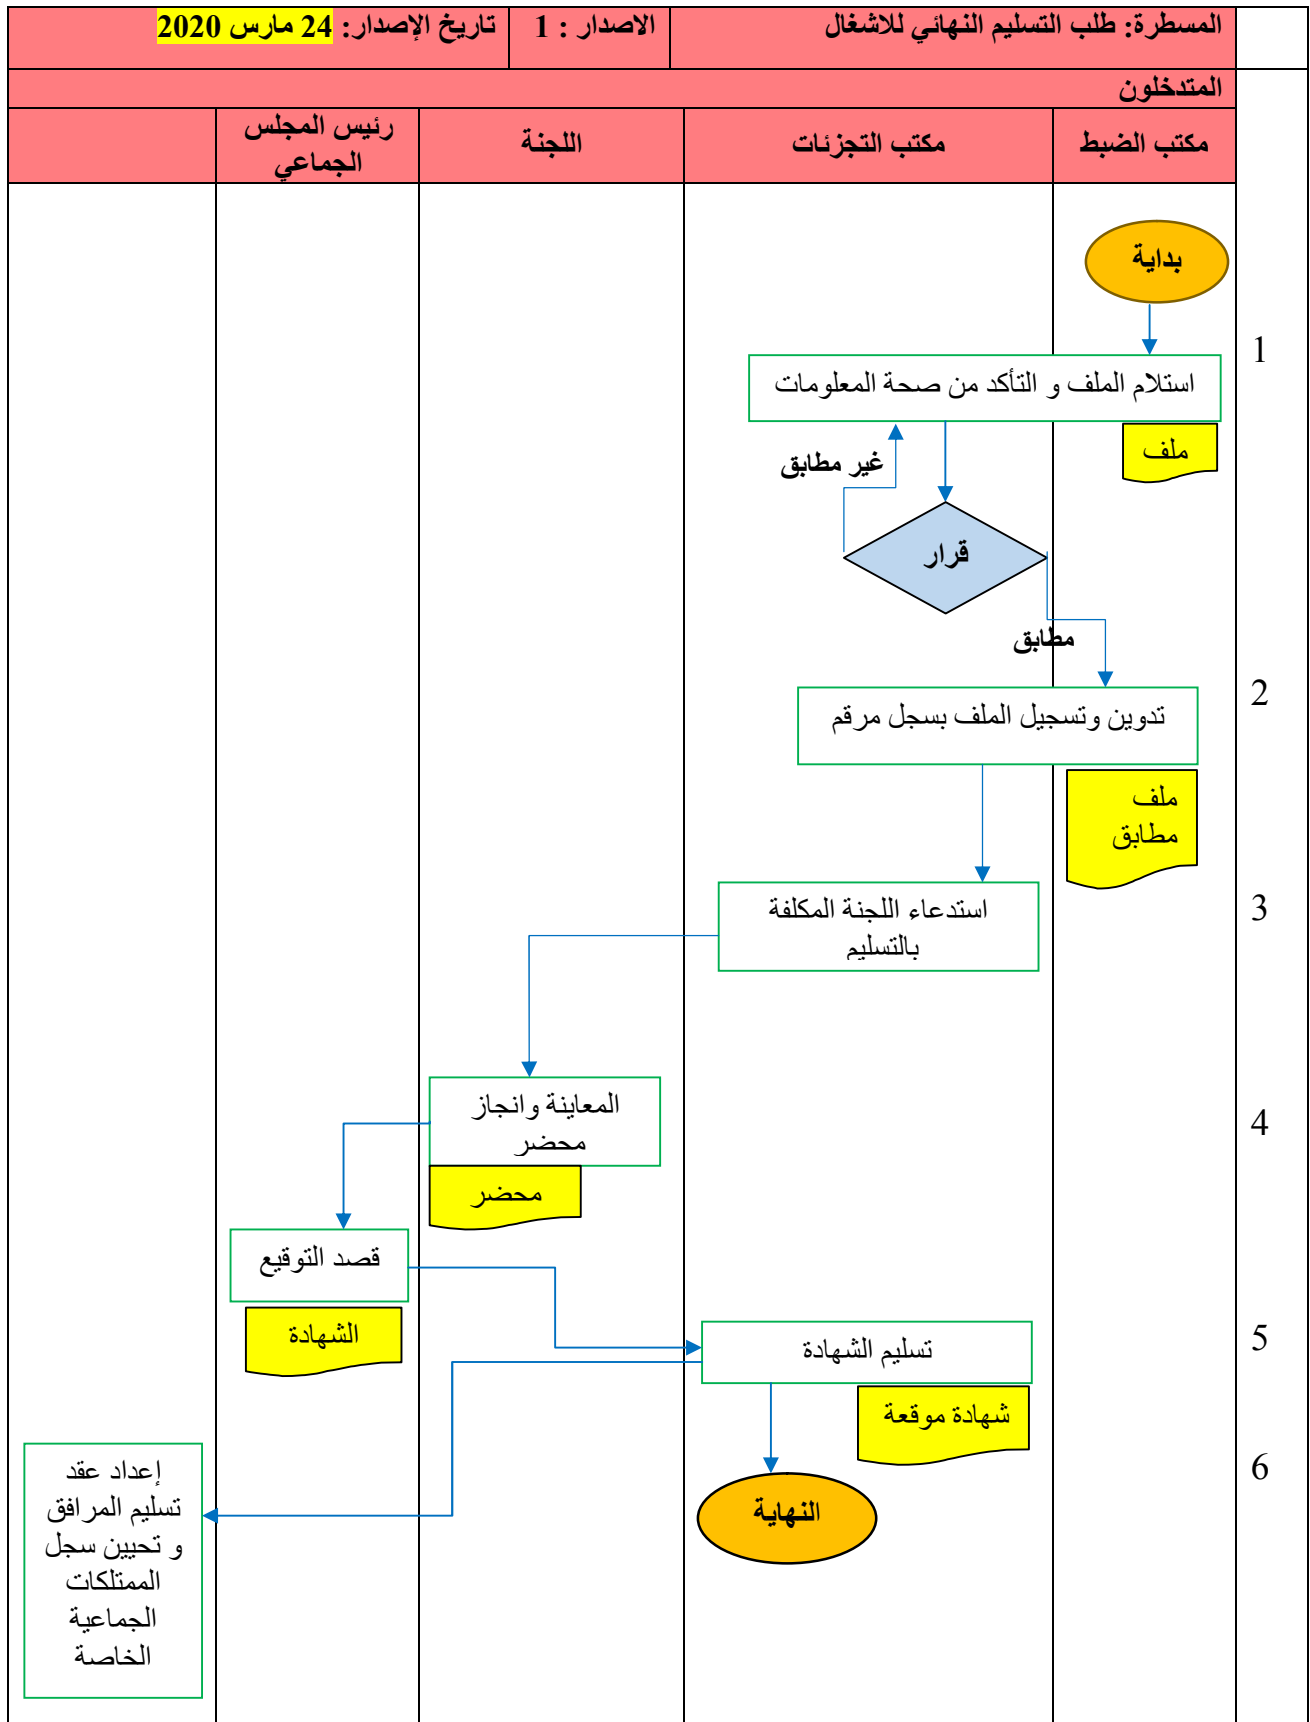 المسطرة: طلب التسليم النهائي للاشغال
الاصدار : 1
تاريخ الإصدار: 24 مارس 2020
المتدخلون
مكتب الضبط
مكتب التجزئات
اللجنة
رئيس المجلس
الجماعي
بداية
1
استلام الملف و التأكد من صحة المعلومات
ملف
غير مطابق
قرار
مطابق
2
تدوين وتسجيل الملف بسجل مرقم
ملف
مطابق
3
استدعاء اللجنة المكلفة
بالتسليم
4
المعاينة وانجاز
محضر
محضر
قصد التوقيع
الشهادة
5
تسليم الشهادة
شهادة موقعة
6
النهاية
إعداد عقد
تسليم المرافق
و تحيين سجل
الممتلكات
الجماعية
الخاصة